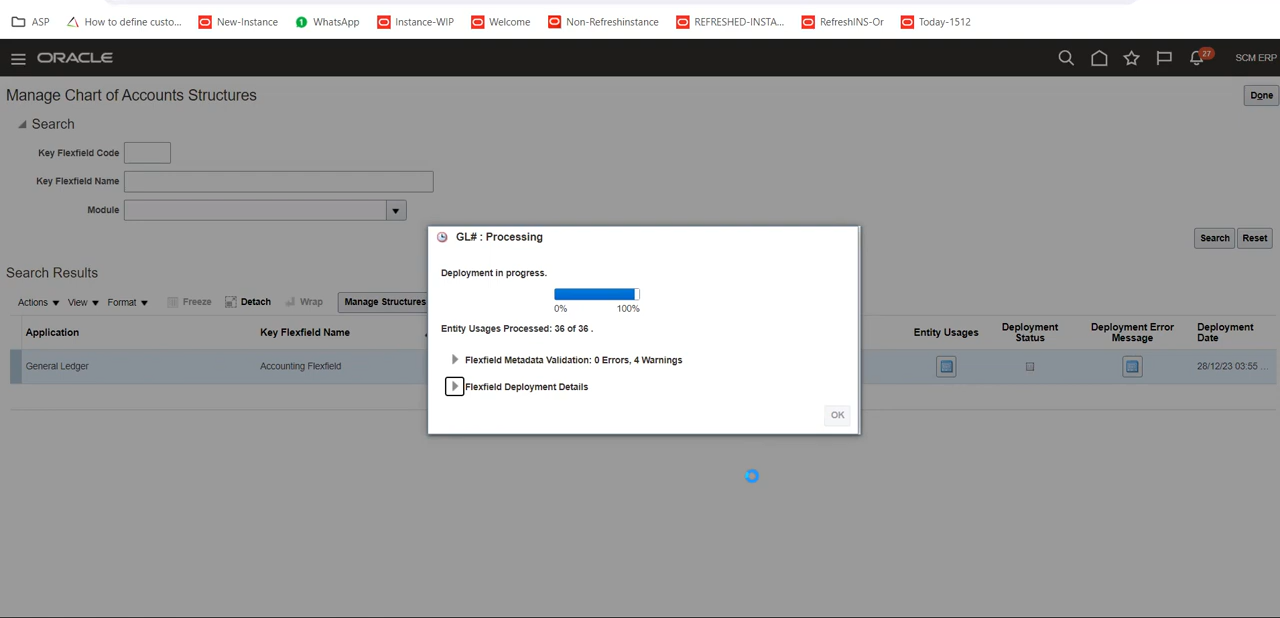 ASP How to define custo... New-Instance WhatsApp Instance-WIP Welcome Non-Refreshinstance REFRESHED-INSTA... RefreshINS-Or Today-1512
ORACLE 27 SCM ERP
Manage Chart of Accounts Structures Done
Search
Key Flexfield Code
Key Flexfield Name
Module
GL# : Processing
Search Reset
Deployment in progress.
0% 100%
Entity Usages Processed: 36 of 36 .
Flexfield Metadata Validation: 0 Errors, 4 Warnings
Flexfield Deployment Details
OK
Search Results
Actions View Format Freeze Detach Wrap Manage Structures
Application Key Flexfield Name Entity Usages Deployment Status Deployment Error Message Deployment Date
General Ledger Accounting Flexfield 28/12/23 03:55 ...